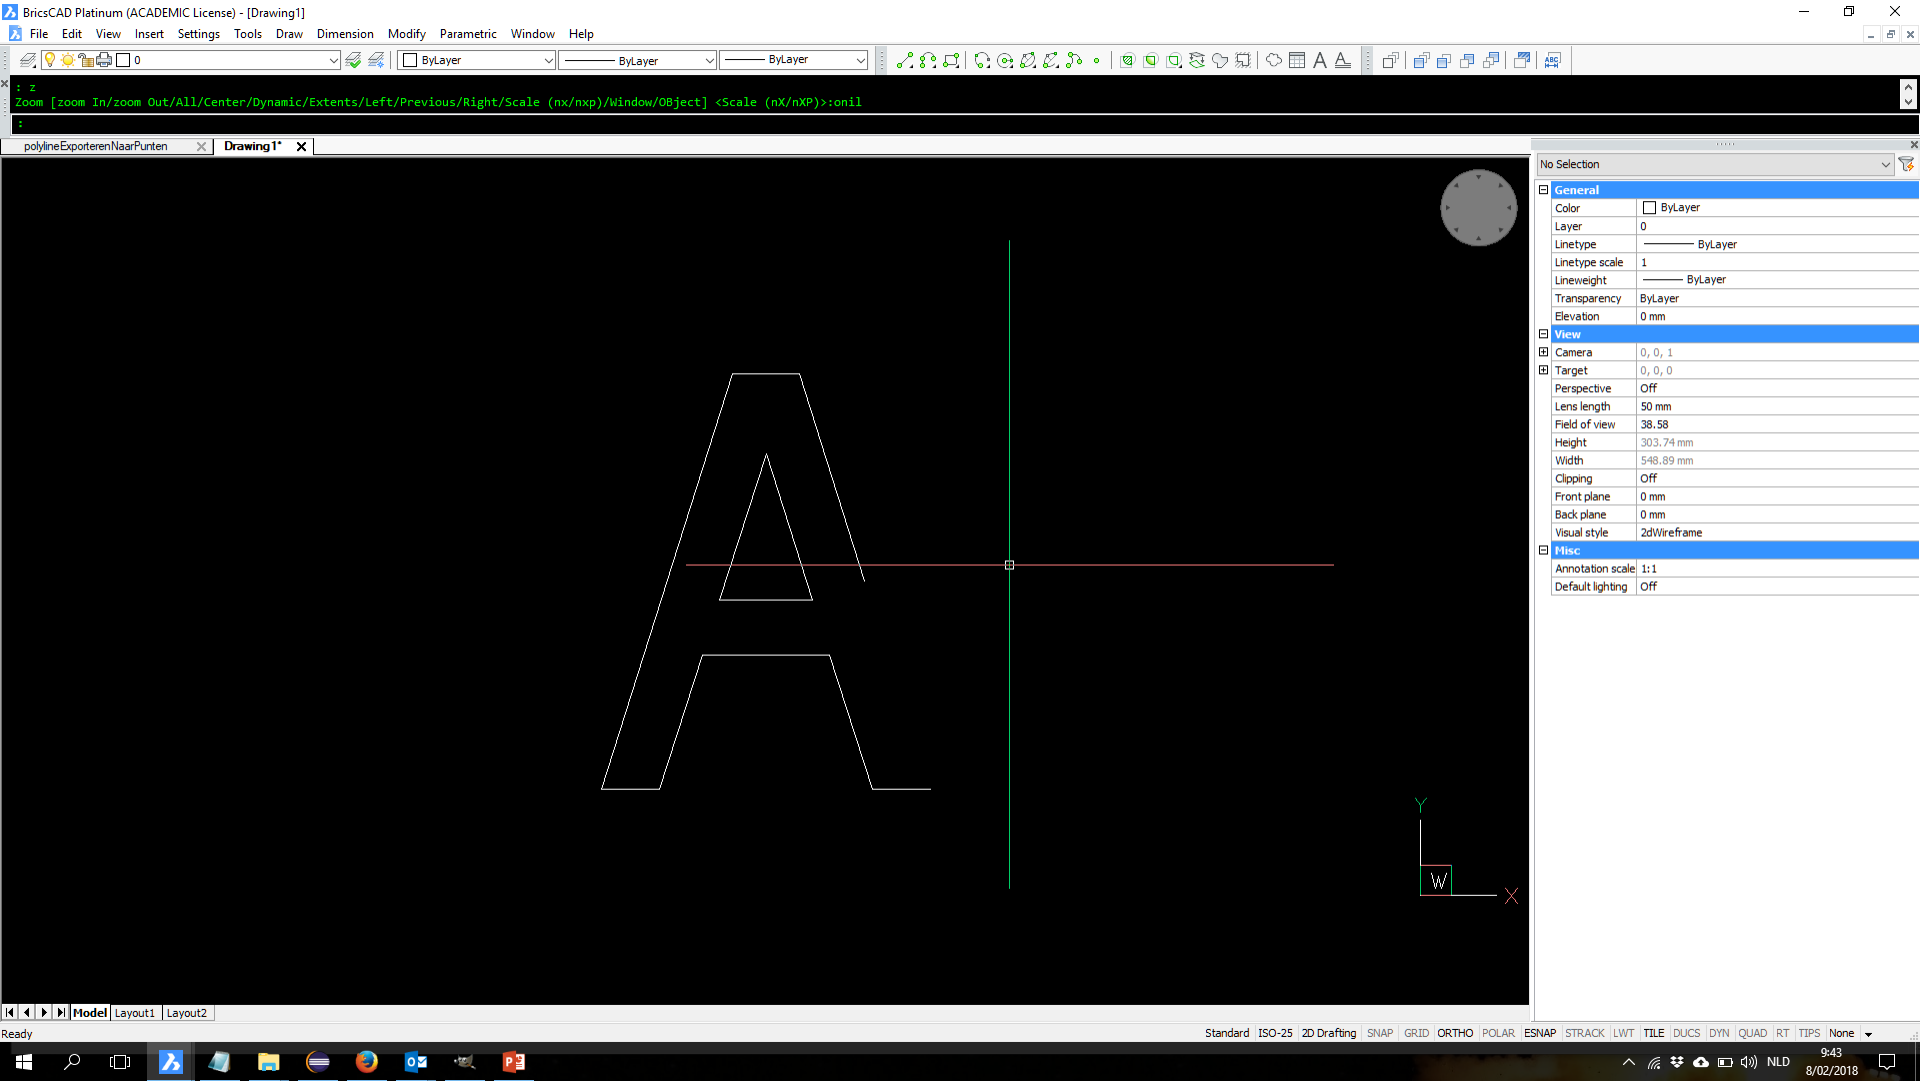 BricsCAD Platinum (ACADEMIC License) - [Drawing1]
File Edit View Insert Settings Tools Draw Dimension Modify Parametric Window Help
0 ByLayer ByLayer ByLayer A A ABC
: z
Zoom [zoom In/zoom Out/All/Center/Dynamic/Extents/Left/Previous/Right/Scale (nx/nxp)/Window/OBject] <Scale (nX/nXP)>:onil
:
polylineExporterenNaarPunten Drawing1*
No Selection
General
Color ByLayer
Layer 0
Linetype ByLayer
Linetype scale 1
Lineweight ByLayer
Transparency ByLayer
Elevation 0 mm
View
Camera 0, 0, 1
Target 0, 0, 0
Perspective Off
Lens length 50 mm
Field of view 38.58
Height 303.74 mm
Width 548.89 mm
Clipping Off
Front plane 0 mm
Back plane 0 mm
Visual style 2dWireframe
Misc
Annotation scale 1:1
Default lighting Off
A
Y
W
X
Model Layout1 Layout2
Ready Standard ISO-25 2D Drafting SNAP GRID ORTHO POLAR ESNAP STRACK LWT TILE DUCS DYN QUAD RT TIPS None
NLD 9:43
8/02/2018